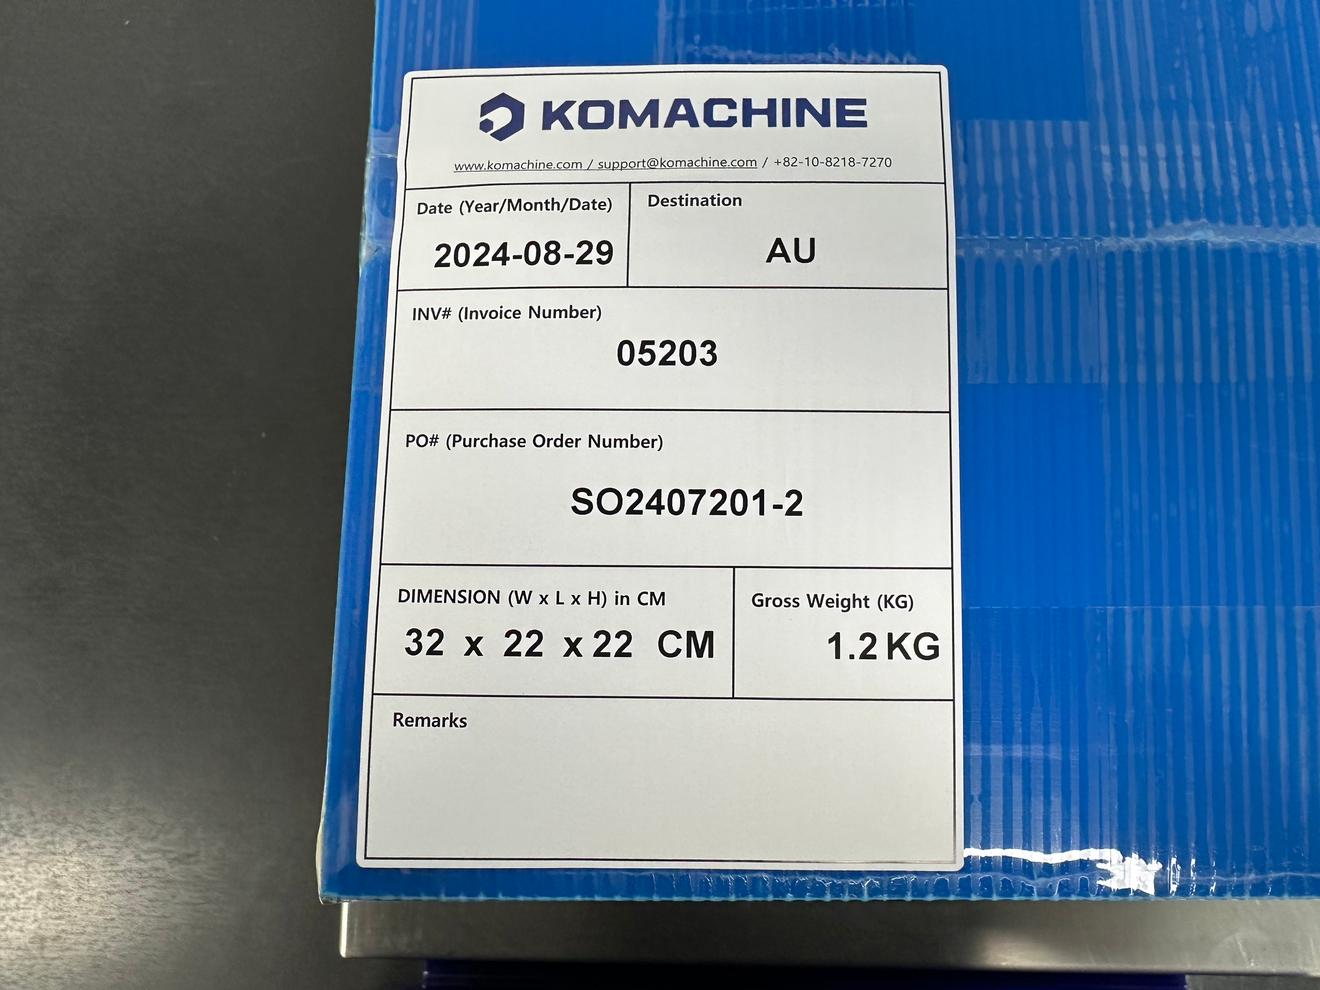 KOMACHINE
www.komachine.com / support@komachine.com / +82-10-8218-7270
Date (Year/Month/Date)
2024-08-29
Destination
AU
INV# (Invoice Number)
05203
PO# (Purchase Order Number)
SO2407201-2
DIMENSION (W x L x H) in CM
32 x 22 x 22 CM
Gross Weight (KG)
1.2 KG
Remarks